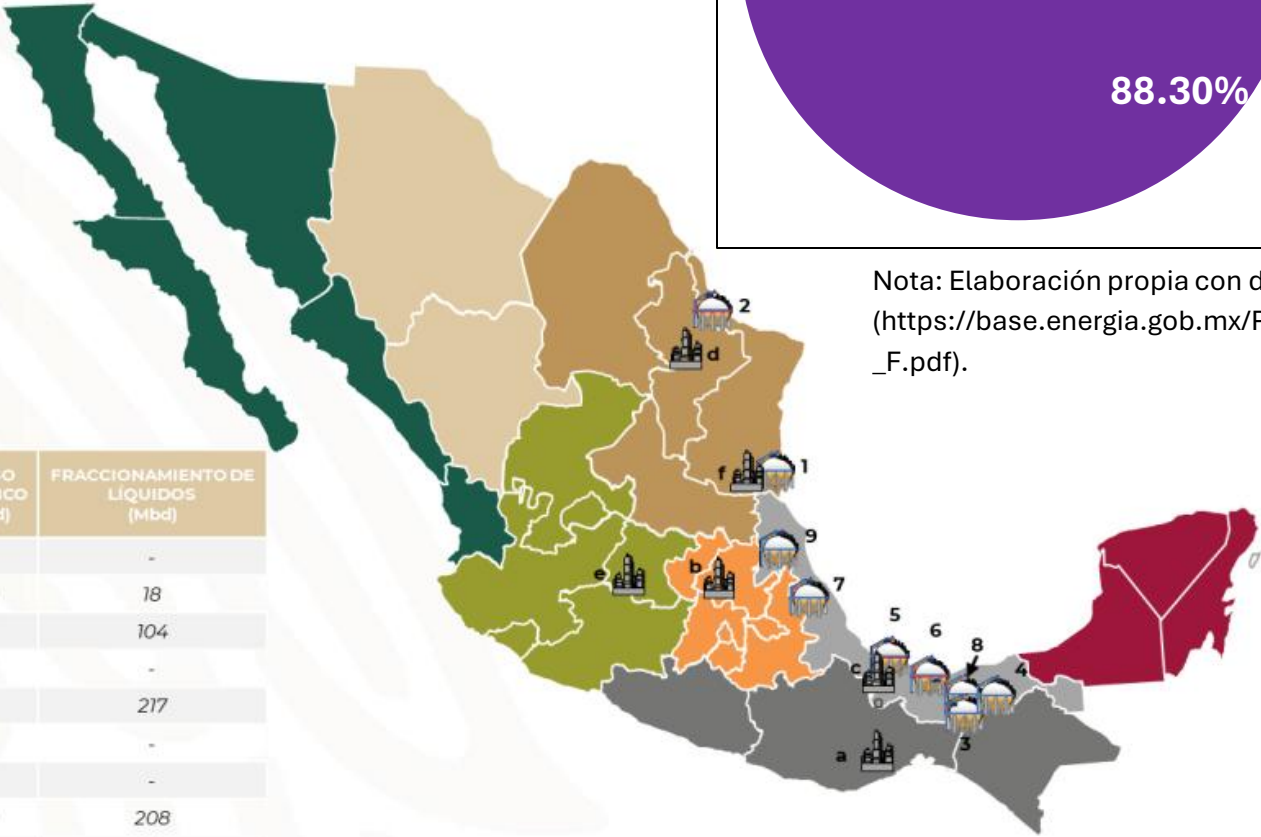 88.30%
Nota: Elaboración propia con d
(https://base.energia.gob.mx/
_F.pdf).
2
d
f
1
9
e
b
7
5
6
8
c
4
3
a
FRACCIONAMIENTO DE
LÍQUIDOS
(Mbd)
-
18
104
-
217
-
-
208